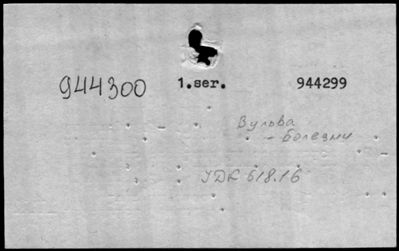 944300 1.ser. 944299
Вульва
- болезни
УДК 618.16